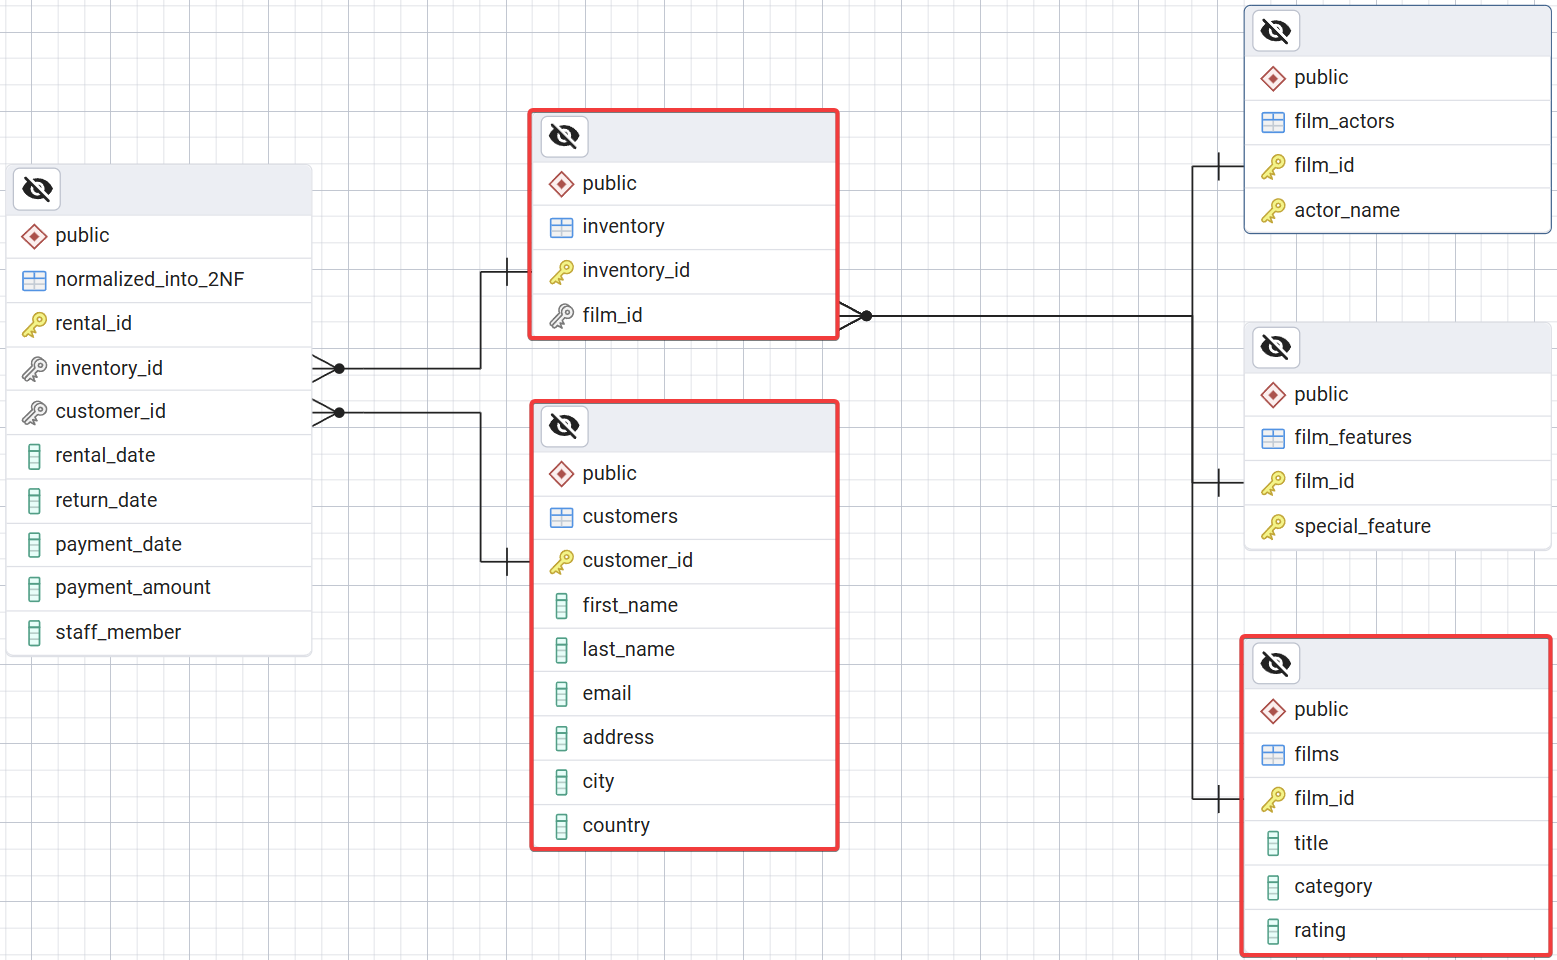 public
normalized_into_2NF
rental_id
inventory_id
customer_id
rental_date
return_date
payment_date
payment_amount
staff_member
public
inventory
inventory_id
film_id
public
customers
customer_id
first_name
last_name
email
address
city
country
public
film_actors
film_id
actor_name
public
film_features
film_id
special_feature
public
films
film_id
title
category
rating